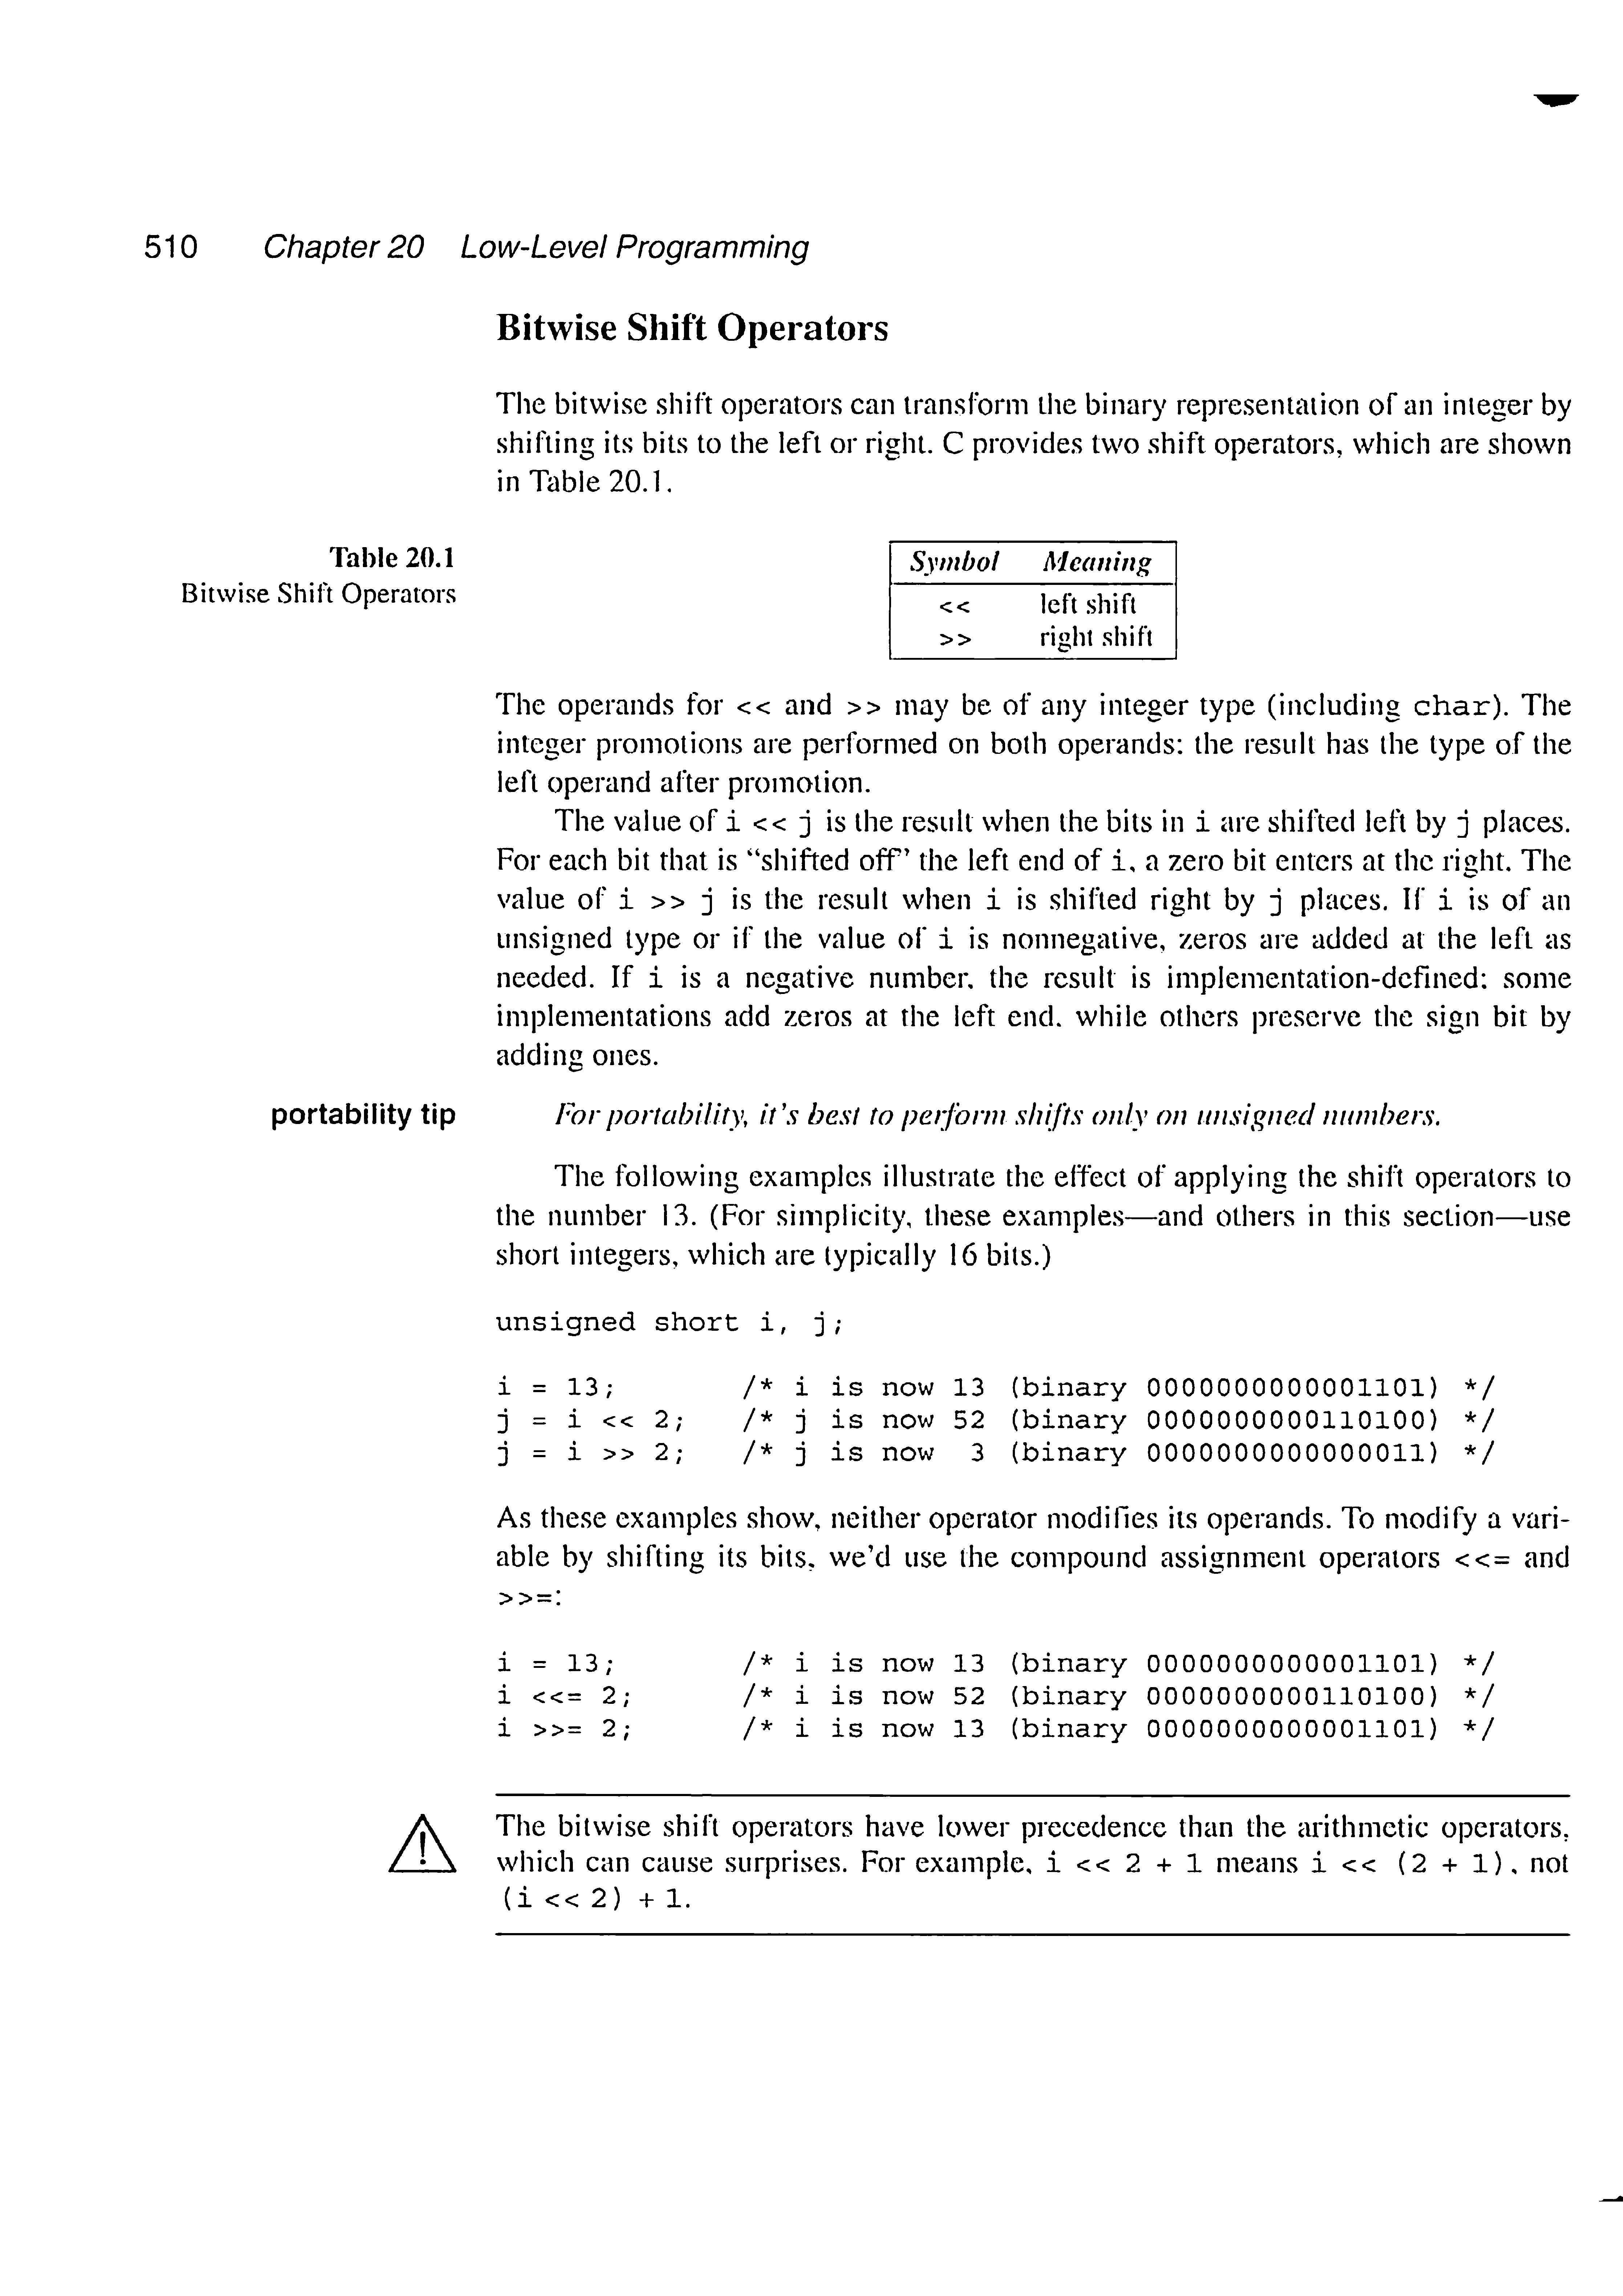 510 Chapter 20 Low-Level Programming
Bitwise Shift Operators
The bitwise shift operators can transform the binary representation of an integer by
shifting its bits to the left or right. C provides two shift operators, which are shown
in Table 20.1.
Table 20.1
Bitwise Shift Operators
Symbol Meaning
<< left shift
>> right shift
The operands for << and >> may be of any integer type (including char). The
integer promotions are performed on both operands; the result has the type of the
left operand after promotion.
The value of i << j is the result when the bits in i are shifted left by j places.
For each bit that is “shifted off” the left end of i, a zero bit enters at the right. The
value of i >> j is the result when i is shifted right by j places. If i is of an
unsigned type or if the value of i is nonnegative, zeros are added at the left as
needed. If i is a negative number, the result is implementation-defined; some
implementations add zeros at the left end, while others preserve the sign bit by
adding ones.
portability tip
For portability, it's best to perform shifts only on unsigned numbers.
The following examples illustrate the effect of applying the shift operators to
the number 13. (For simplicity, these examples—and others in this section—use
short integers, which are typically 16 bits.)
unsigned short i, j;
i = 13; /* i is now 13 (binary 0000000000001101) */
j = i << 2; /* j is now 52 (binary 0000000000110100) */
j = i >> 2; /* j is now 3 (binary 0000000000000011) */
As these examples show, neither operator modifies its operands. To modify a vari-
able by shifting its bits, we'd use the compound assignment operators <<= and
>>=:
i = 13; /* i is now 13 (binary 0000000000001101) */
i <<= 2; /* i is now 52 (binary 0000000000110100) */
i >>= 2; /* i is now 13 (binary 0000000000001101) */
The bitwise shift operators have lower precedence than the arithmetic operators,
which can cause surprises. For example, i << 2 + 1 means i << (2 + 1), not
(i << 2) + 1.